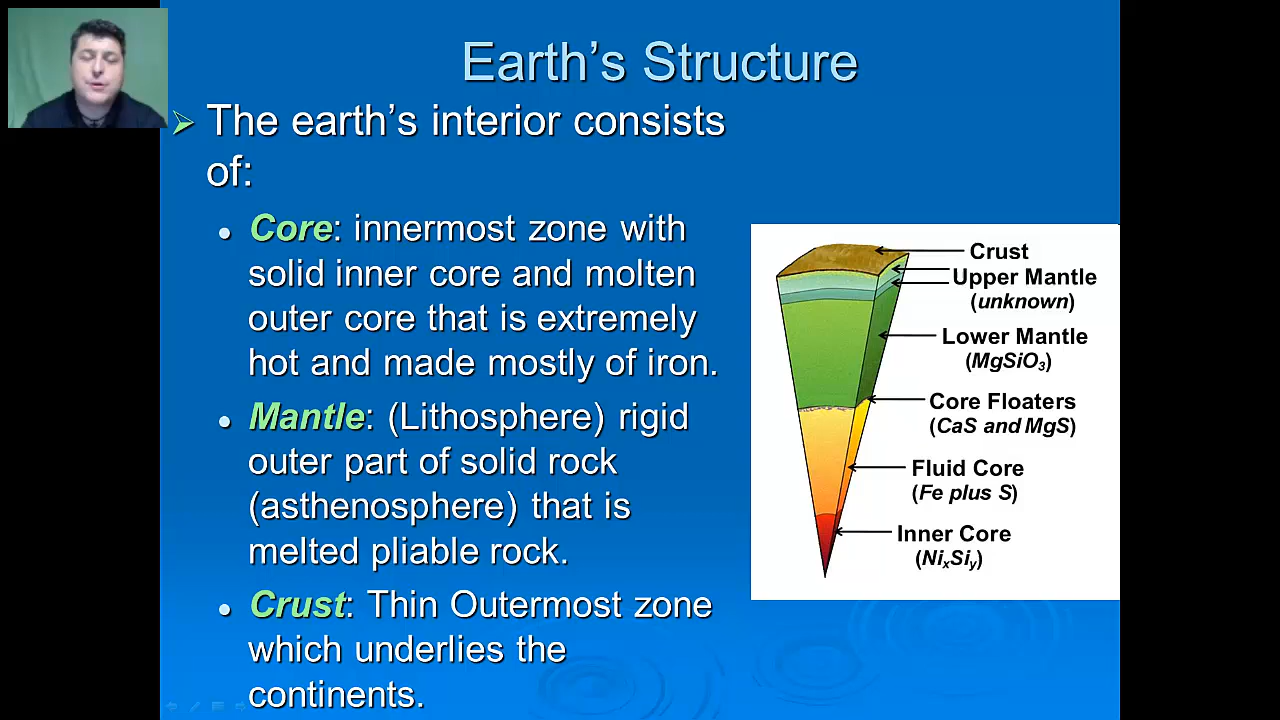 Earth’s Structure
The earth’s interior consists
of:
Core: innermost zone with
solid inner core and molten
outer core that is extremely
hot and made mostly of iron.
Mantle: (Lithosphere) rigid
outer part of solid rock
(asthenosphere) that is
melted pliable rock.
Crust: Thin Outermost zone
which underlies the
continents.
Crust
Upper Mantle
(unknown)
Lower Mantle
(MgSiO₃)
Core Floaters
(CaS and MgS)
Fluid Core
(Fe plus S)
Inner Core
(NiₓSiᵧ)